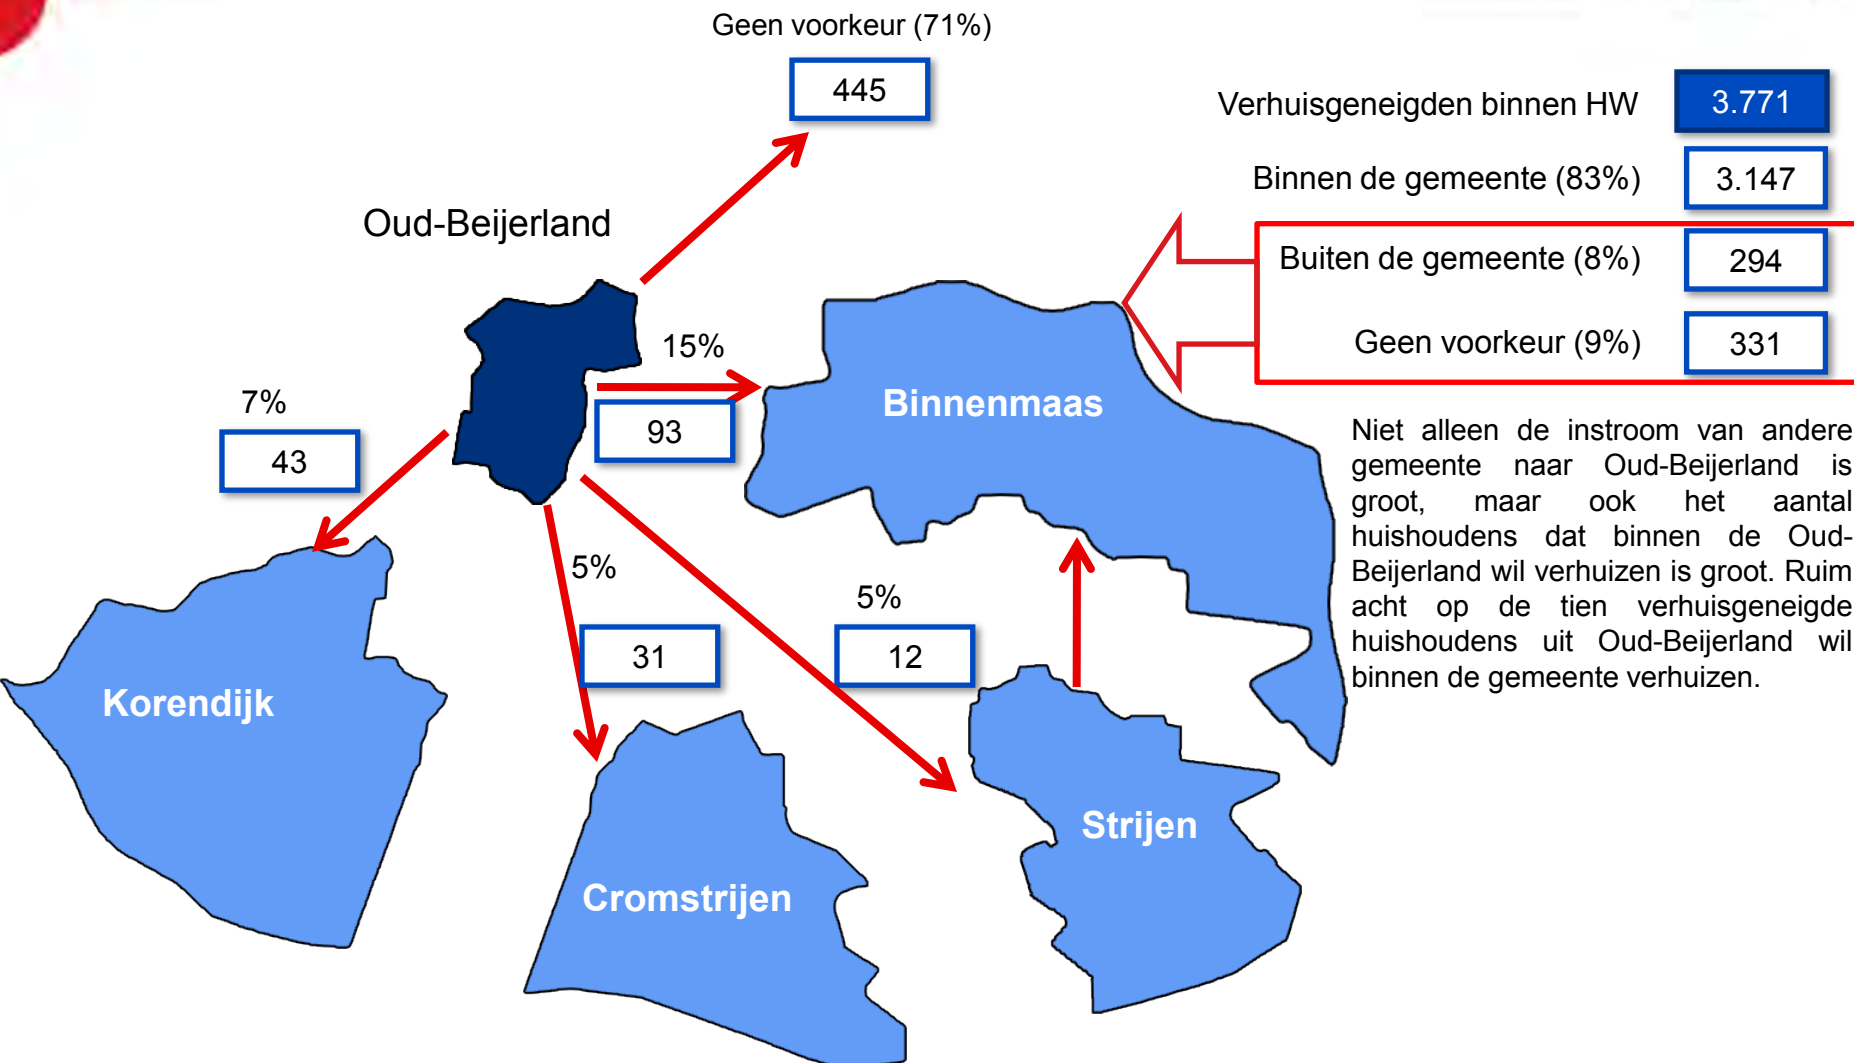 Geen voorkeur (71%)
445
Verhuisgeneigden binnen HW 3.771
Binnen de gemeente (83%) 3.147
Buiten de gemeente (8%) 294
Geen voorkeur (9%) 331
Oud-Beijerland
15%
93
7%
43
5%
31
5%
12
Binnenmaas
Korendijk
Cromstrijen
Strijen
Niet alleen de instroom van andere
gemeente naar Oud-Beijerland is
groot, maar ook het aantal
huishoudens dat binnen de Oud-
Beijerland wil verhuizen is groot. Ruim
acht op de tien verhuisgeneigde
huishoudens uit Oud-Beijerland wil
binnen de gemeente verhuizen.